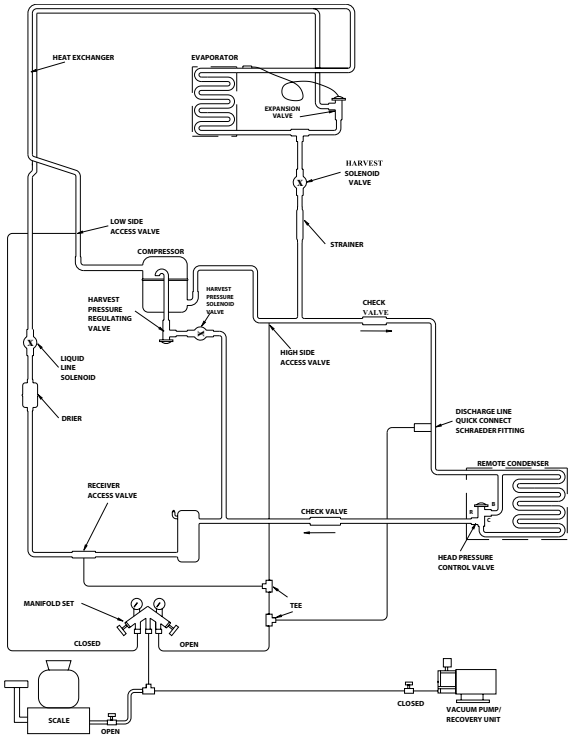 HEAT EXCHANGER
EVAPORATOR
EXPANSION
VALVE
HARVEST
SOLENOID
VALVE
LOW SIDE
ACCESS VALVE
STRAINER
COMPRESSOR
HARVEST
PRESSURE
SOLENOID
VALVE
HARVEST
PRESSURE
REGULATING
VALVE
CHECK
VALVE
X
X
LIQUID
LINE
SOLENOID
HIGH SIDE
ACCESS VALVE
DRIER
DISCHARGE LINE
QUICK CONNECT
SCHRAEDER FITTING
REMOTE CONDENSER
RECEIVER
ACCESS VALVE
CHECK VALVE
B
R
C
HEAD PRESSURE
CONTROL VALVE
MANIFOLD SET
TEE
CLOSED
OPEN
SCALE
OPEN
CLOSED
VACUUM PUMP/
RECOVERY UNIT